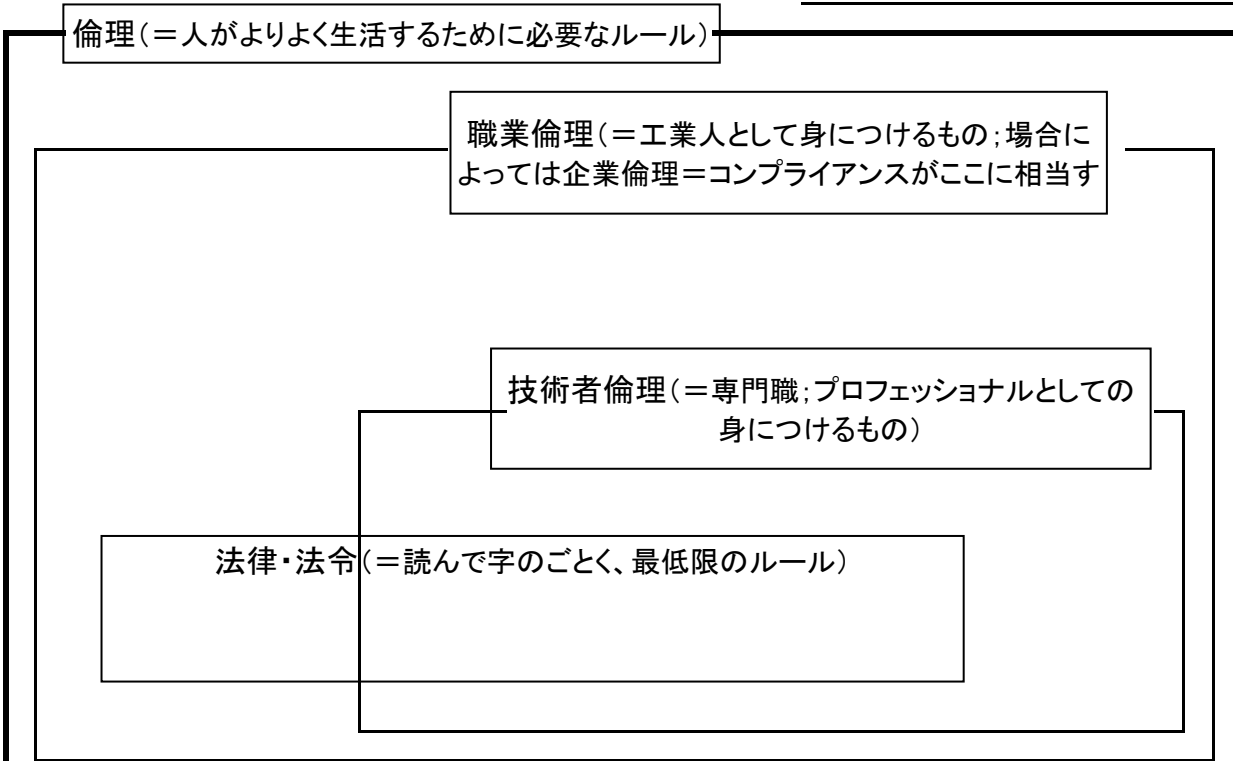 倫理(=人がよりよく生活するために必要なルール)
職業倫理(=工業人として身につけるもの;場合に
よっては企業倫理=コンプライアンスがここに相当す
技術者倫理(=専門職;プロフェッショナルとしての
身につけるもの)
法律・法令(=読んで字のごとく、最低限のルール)